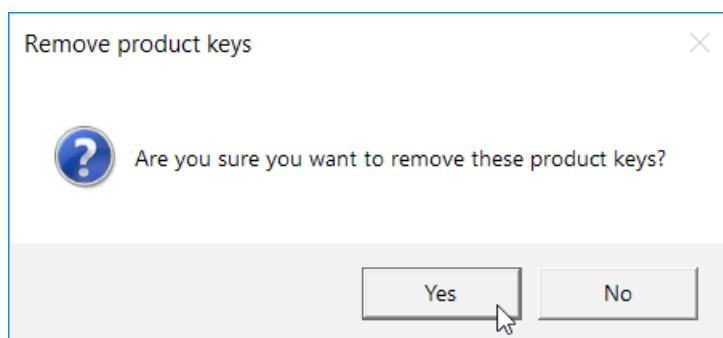 Remove product keys
Are you sure you want to remove these product keys?
Yes
No